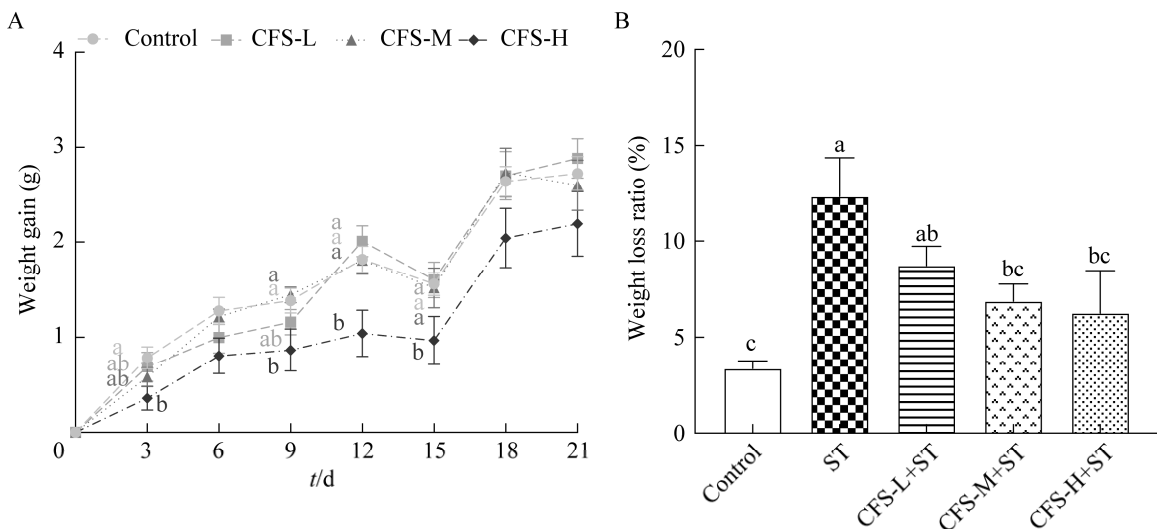 A
Control
CFS-L
CFS-M
CFS-H
Weight gain (g)
4
3
2
1
0
3
6
9
12
15
18
21
t/d
a
ab
ab
b
a
a
ab
b
a
a
a
b
a
a
a
b
B
Weight loss ratio (%)
20
15
10
5
0
c
a
ab
bc
bc
Control
ST
CFS-L+ST
CFS-M+ST
CFS-H+ST